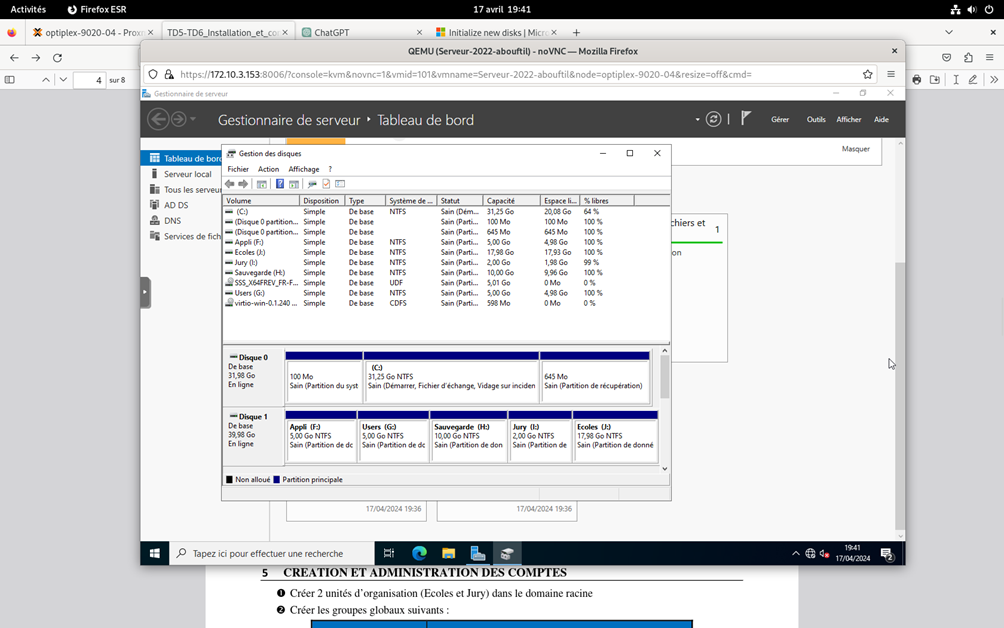 Activités Firefox ESR 17 avril 19:41
optiplex-9020-04 - Prox TD5-TD6_Installation_et_co ChatGPT Initialize new disks | Mic
QEMU (Serveur-2022-abouftil) – noVNC — Mozilla Firefox
4 sur 8
https://172.10.3.153:8006/?console=kvm&novnc=1&vmid=101&vmname=Serveur-2022-abouftil&node=optiplex-9020-04&resize=off&cmd=
Gestionnaire de serveur
Gestionnaire de serveur ‣ Tableau de bord
Gérer Outils Afficher Aide
Masquer
Tableau de bord
Serveur local
Tous les serveur
AD DS
DNS
Services de fich
chiers et 1
on
Gestion des disques
Fichier Action Affichage ?
Volume Disposition Type Système de ... Statut Capacité Espace li... % libres
(C:) Simple De base NTFS Sain (Dém... 31,25 Go 20,08 Go 64 %
(Disque 0 partition... Simple De base Sain (Parti... 100 Mo 100 Mo 100 %
(Disque 0 partition... Simple De base Sain (Parti... 645 Mo 645 Mo 100 %
Appli (F:) Simple De base NTFS Sain (Parti... 5,00 Go 4,98 Go 100 %
Ecoles (J:) Simple De base NTFS Sain (Parti... 17,98 Go 17,93 Go 100 %
Jury (I:) Simple De base NTFS Sain (Parti... 2,00 Go 1,98 Go 99 %
Sauvegarde (H:) Simple De base NTFS Sain (Parti... 10,00 Go 9,96 Go 100 %
SSS_X64FREV_FR-F... Simple De base UDF Sain (Parti... 5,01 Go 0 Mo 0 %
Users (G:) Simple De base NTFS Sain (Parti... 5,00 Go 4,98 Go 100 %
virtio-win-0.1.240 ... Simple De base CDFS Sain (Parti... 598 Mo 0 Mo 0 %
Disque 0
De base
31,98 Go
En ligne
100 Mo
Sain (Partition du syst
(C:)
31,25 Go NTFS
Sain (Démarrer, Fichier d'échange, Vidage sur inciden
645 Mo
Sain (Partition de récupération)
Disque 1
De base
39,98 Go
En ligne
Appli (F:)
5,00 Go NTFS
Sain (Partition de dc
Users (G:)
5,00 Go NTFS
Sain (Partition de dc
Sauvegarde (H:)
10,00 Go NTFS
Sain (Partition de don
Jury (I:)
2,00 Go NTFS
Sain (Partition de
Ecoles (J:)
17,98 Go NTFS
Sain (Partition de donné
Non alloué Partition principale
17/04/2024 19:36 17/04/2024 19:36
Tapez ici pour effectuer une recherche
19:41
17/04/2024
2
5 CREATION ET ADMINISTRATION DES COMPTES
❶ Créer 2 unités d'organisation (Ecoles et Jury) dans le domaine racine
❷ Créer les groupes globaux suivants :